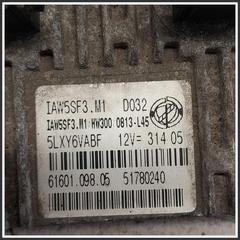 IAW5SF3.M1 D032
IAW5SF3.M1 HW300 0813-L45
5LXY6VABF 12V= 314 05
61601.098.05 51780240